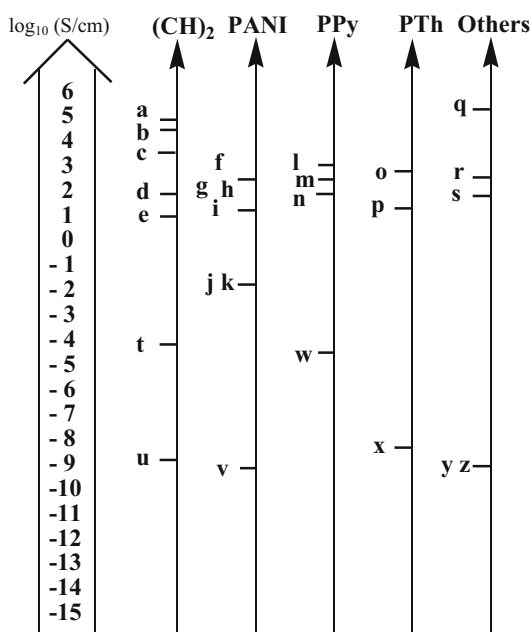 log₁₀ (S/cm) (CH)₂ PANI PPy PTh Others
6
5 a q
b
4 c
3 f l o r
2 d g h m n s
1 e i p
0
- 1
- 2 j k
- 3
- 4 t w
- 5
- 6
- 7
- 8 x
- 9 u v y z
-10
-11
-12
-13
-14
-15